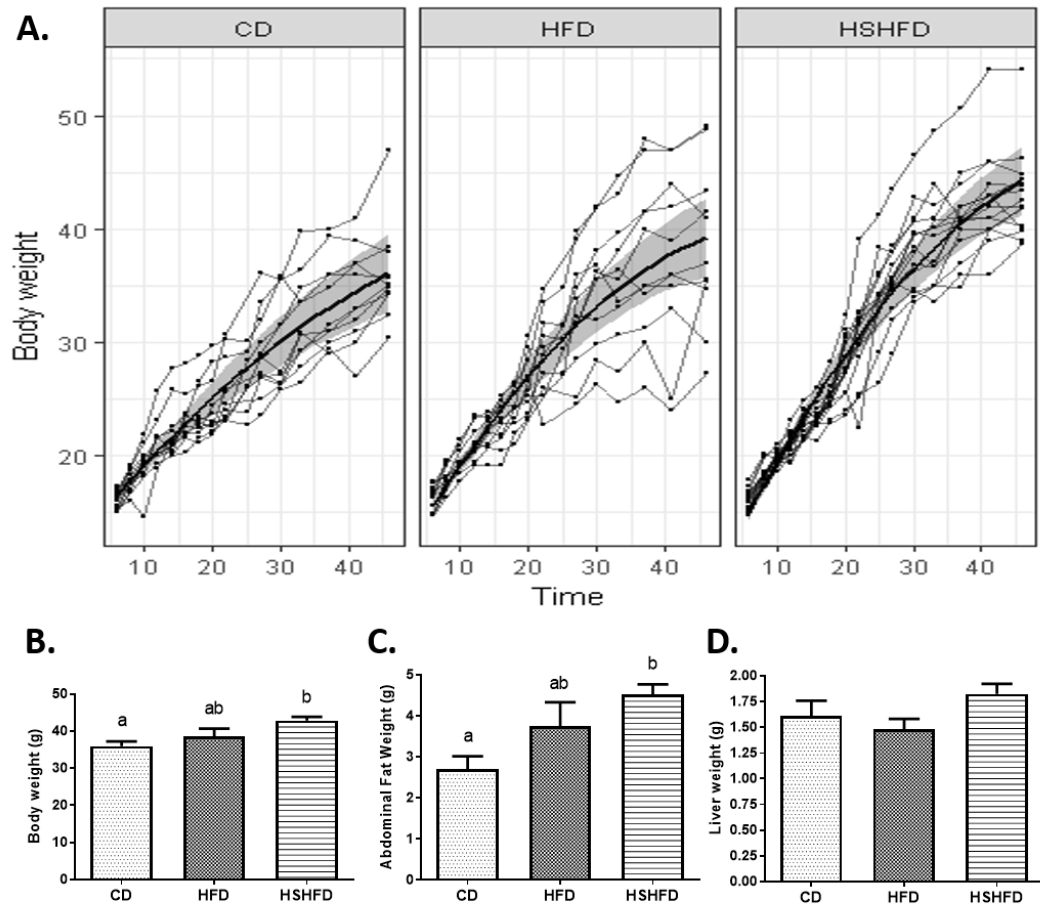 A.
CD HFD HSHFD
50
40
30
20
Body weight
10 20 30 40 10 20 30 40 10 20 30 40
Time
B. C. D.
Body weight (g)
50
40
30
20
10
0
a ab b
CD HFD HSHFD
Abdominal Fat Weight (g)
5
4
3
2
1
0
a ab b
CD HFD HSHFD
Liver weight (g)
2.00
1.75
1.50
1.25
1.00
0.75
0.50
0.25
0.00
CD HFD HSHFD